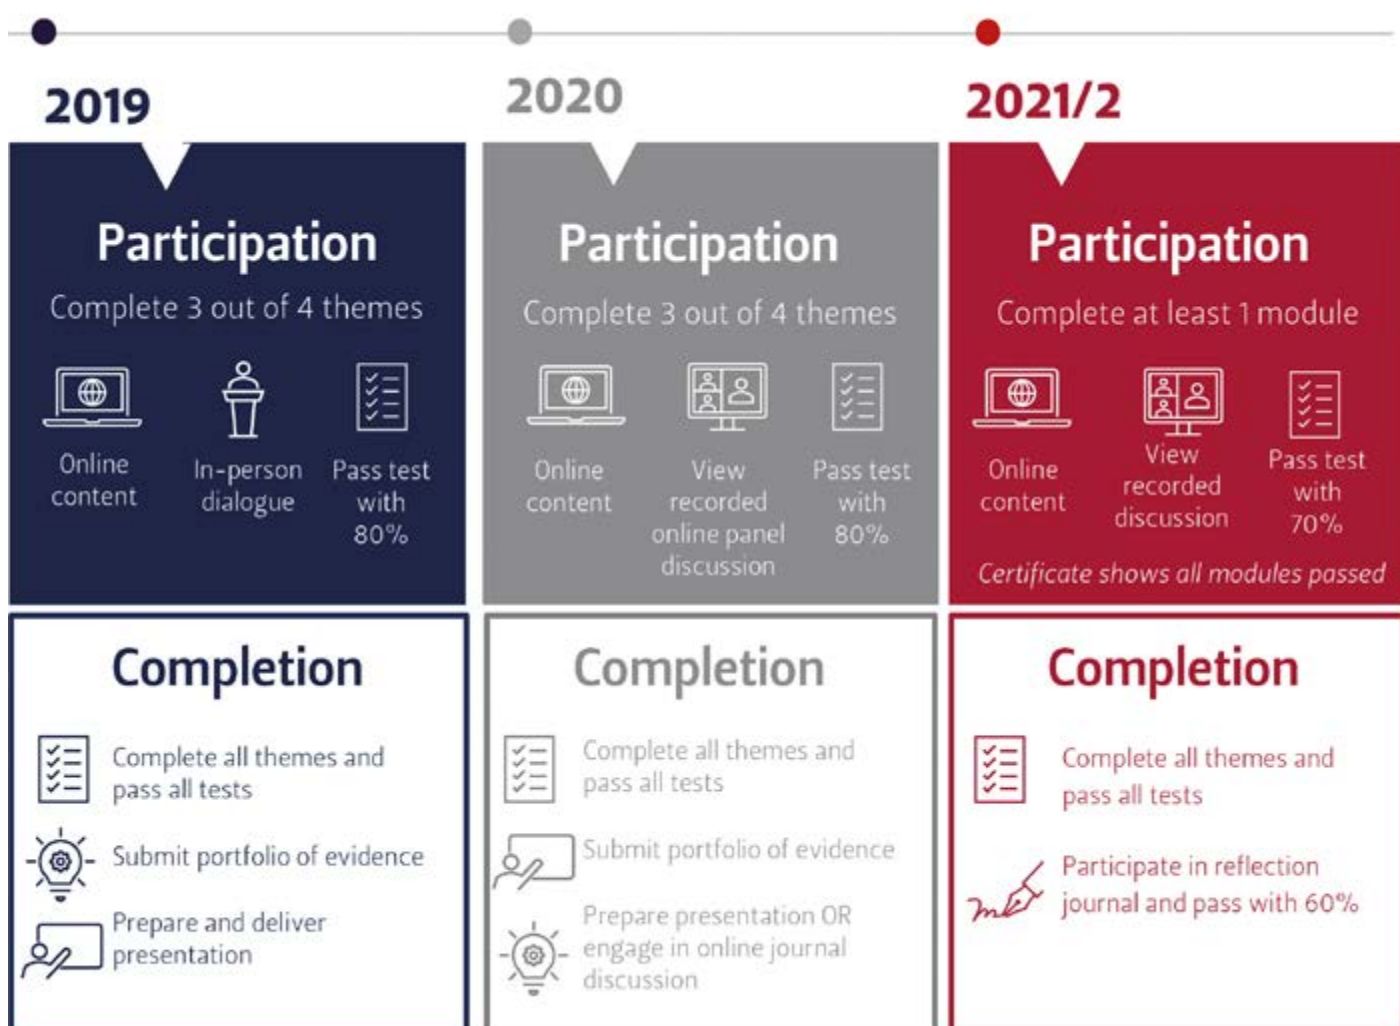 2019
Participation
Complete 3 out of 4 themes
Online
content
In-person
dialogue
Pass test
with
80%
Completion
Complete all themes and
pass all tests
Submit portfolio of evidence
Prepare and deliver
presentation
2020
Participation
Complete 3 out of 4 themes
Online
content
View
recorded
online panel
discussion
Pass test
with
80%
Completion
Complete all themes and
pass all tests
Submit portfolio of evidence
Prepare presentation OR
engage in online journal
discussion
2021/2
Participation
Complete at least 1 module
Online
content
View
recorded
discussion
Pass test
with
70%
Certificate shows all modules passed
Completion
Complete all themes and
pass all tests
Participate in reflection
journal and pass with 60%